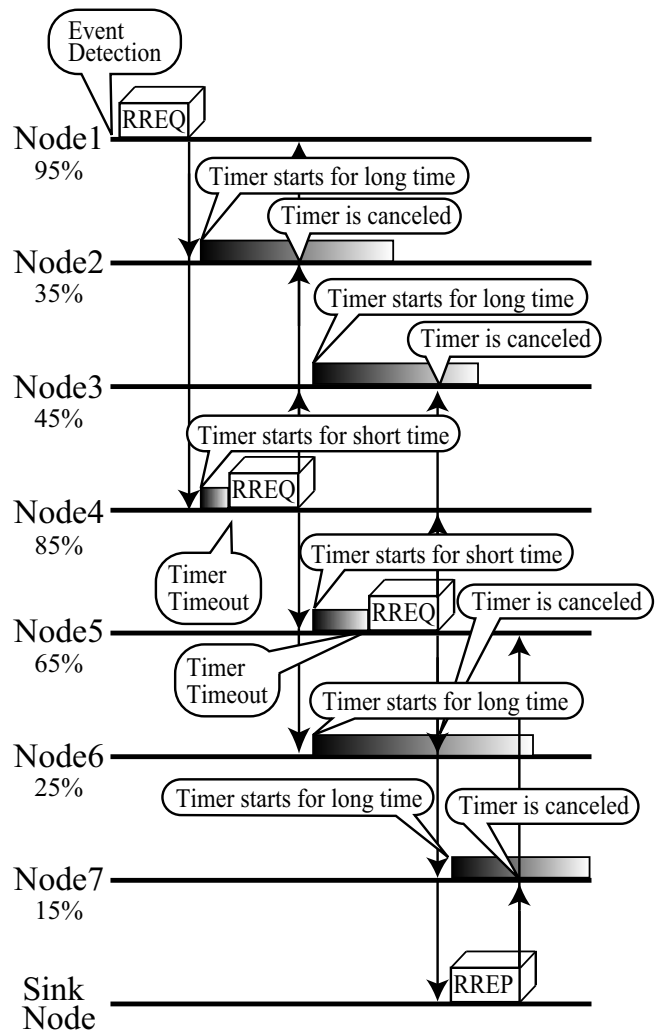 Event
Detection
RREQ
Node1
95%
Timer starts for long time
Timer is canceled
Node2
35%
Timer starts for long time
Timer is canceled
Node3
45%
Timer starts for short time
RREQ
Node4
85%
Timer
Timeout
Timer starts for short time
RREQ
Timer is canceled
Node5
65%
Timer
Timeout
Timer starts for long time
Node6
25%
Timer starts for long time
Timer is canceled
Node7
15%
RREP
Sink
Node